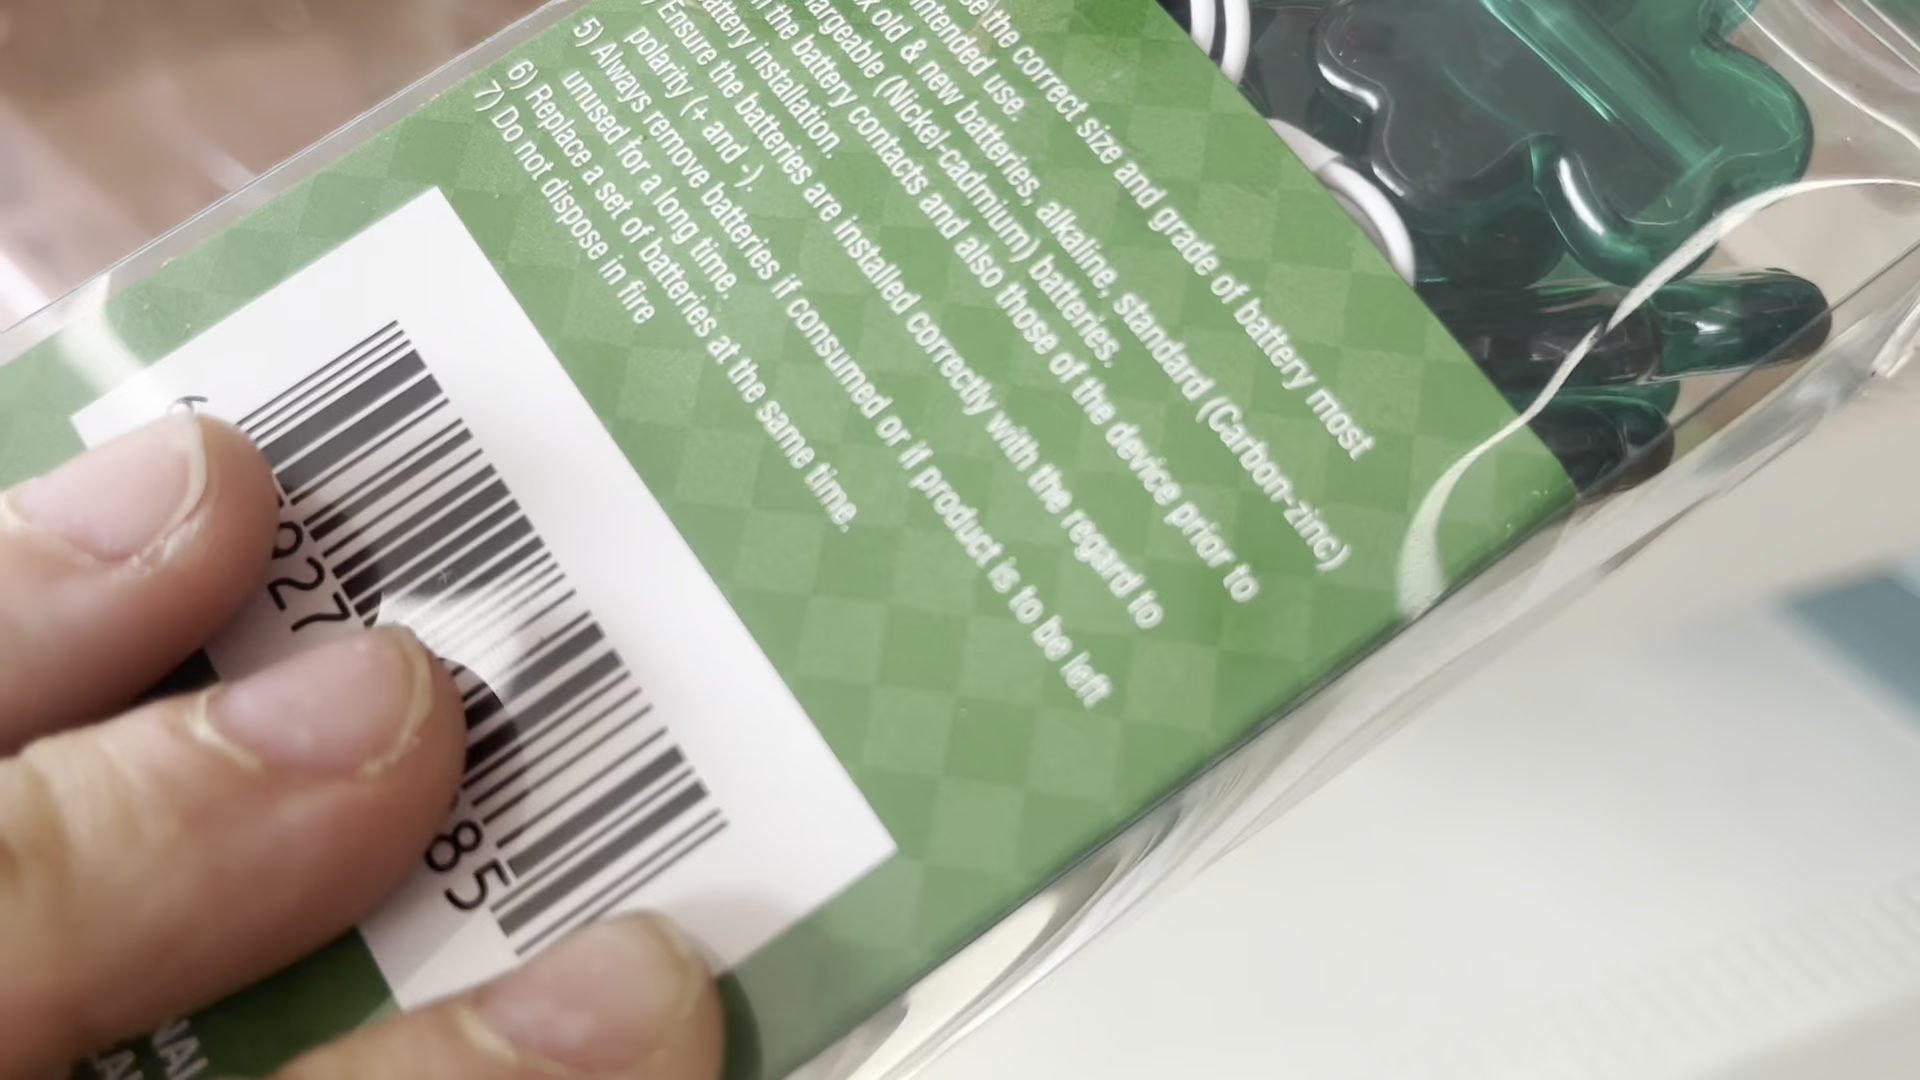 the correct size and grade of battery most
intended use.
old & new batteries, alkaline, standard (Carbon-zinc)
(Nickel-cadmium) batteries.
the battery contacts and also those of the device prior to
installation.
Ensure the batteries are installed correctly with the regard to
polarity (+ and -).
5) Always remove batteries if consumed or if product is to be left
unused for a long time.
6) Replace a set of batteries at the same time.
7) Do not dispose in fire
927
85